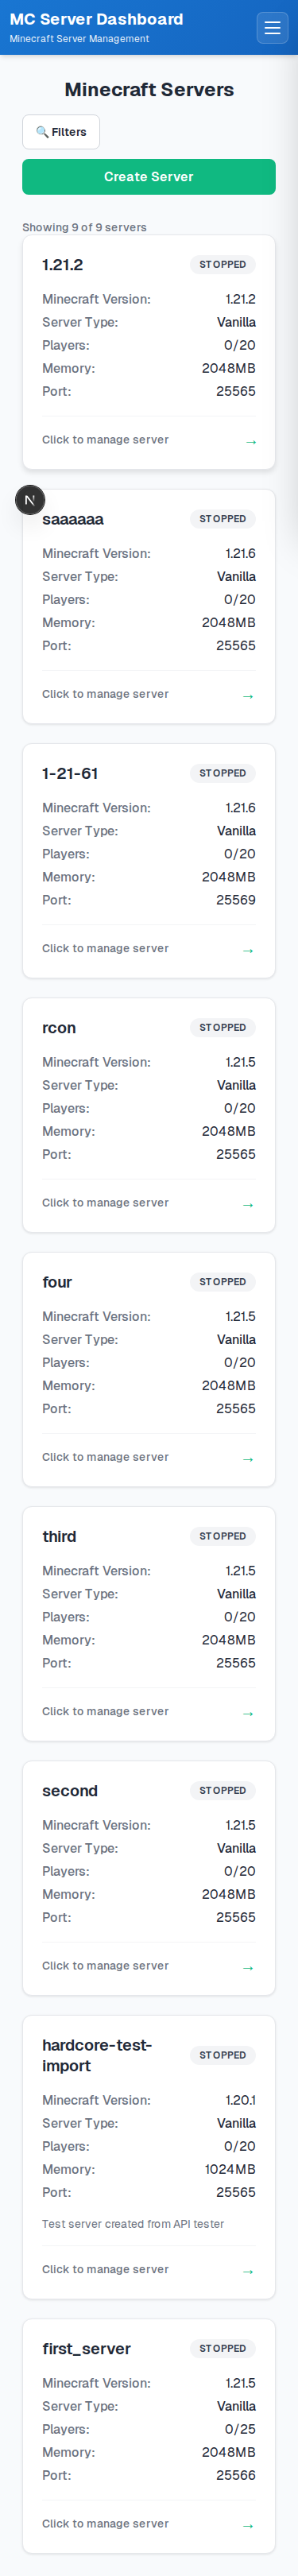 MC Server Dashboard
Minecraft Server Management
Minecraft Servers
🔍 Filters
Create Server
Showing 9 of 9 servers
1.21.2 STOPPED
Minecraft Version: 1.21.2
Server Type: Vanilla
Players: 0/20
Memory: 2048MB
Port: 25565
Click to manage server →
N
saaaaaa STOPPED
Minecraft Version: 1.21.6
Server Type: Vanilla
Players: 0/20
Memory: 2048MB
Port: 25565
Click to manage server →
1-21-61 STOPPED
Minecraft Version: 1.21.6
Server Type: Vanilla
Players: 0/20
Memory: 2048MB
Port: 25569
Click to manage server →
rcon STOPPED
Minecraft Version: 1.21.5
Server Type: Vanilla
Players: 0/20
Memory: 2048MB
Port: 25565
Click to manage server →
four STOPPED
Minecraft Version: 1.21.5
Server Type: Vanilla
Players: 0/20
Memory: 2048MB
Port: 25565
Click to manage server →
third STOPPED
Minecraft Version: 1.21.5
Server Type: Vanilla
Players: 0/20
Memory: 2048MB
Port: 25565
Click to manage server →
second STOPPED
Minecraft Version: 1.21.5
Server Type: Vanilla
Players: 0/20
Memory: 2048MB
Port: 25565
Click to manage server →
hardcore-test-
import STOPPED
Minecraft Version: 1.20.1
Server Type: Vanilla
Players: 0/20
Memory: 1024MB
Port: 25565
Test server created from API tester
Click to manage server →
first_server STOPPED
Minecraft Version: 1.21.5
Server Type: Vanilla
Players: 0/25
Memory: 2048MB
Port: 25566
Click to manage server →